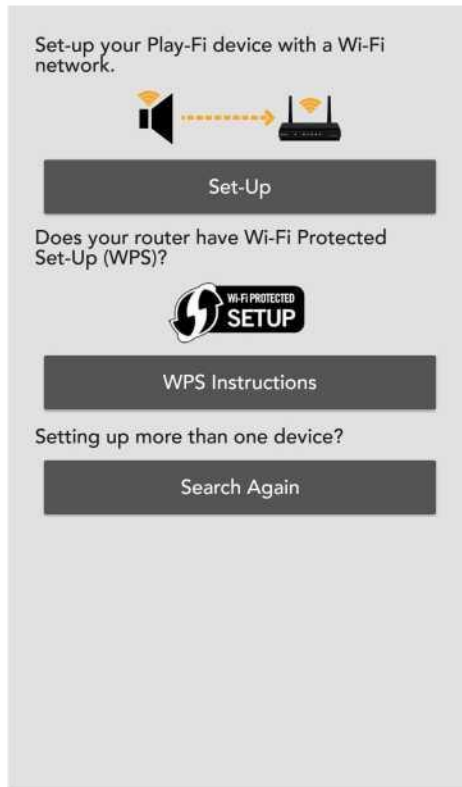 Set-up your Play-Fi device with a Wi-Fi
network.
Set-Up
Does your router have Wi-Fi Protected
Set-Up (WPS)?
Wi-Fi PROTECTED
SETUP
WPS Instructions
Setting up more than one device?
Search Again